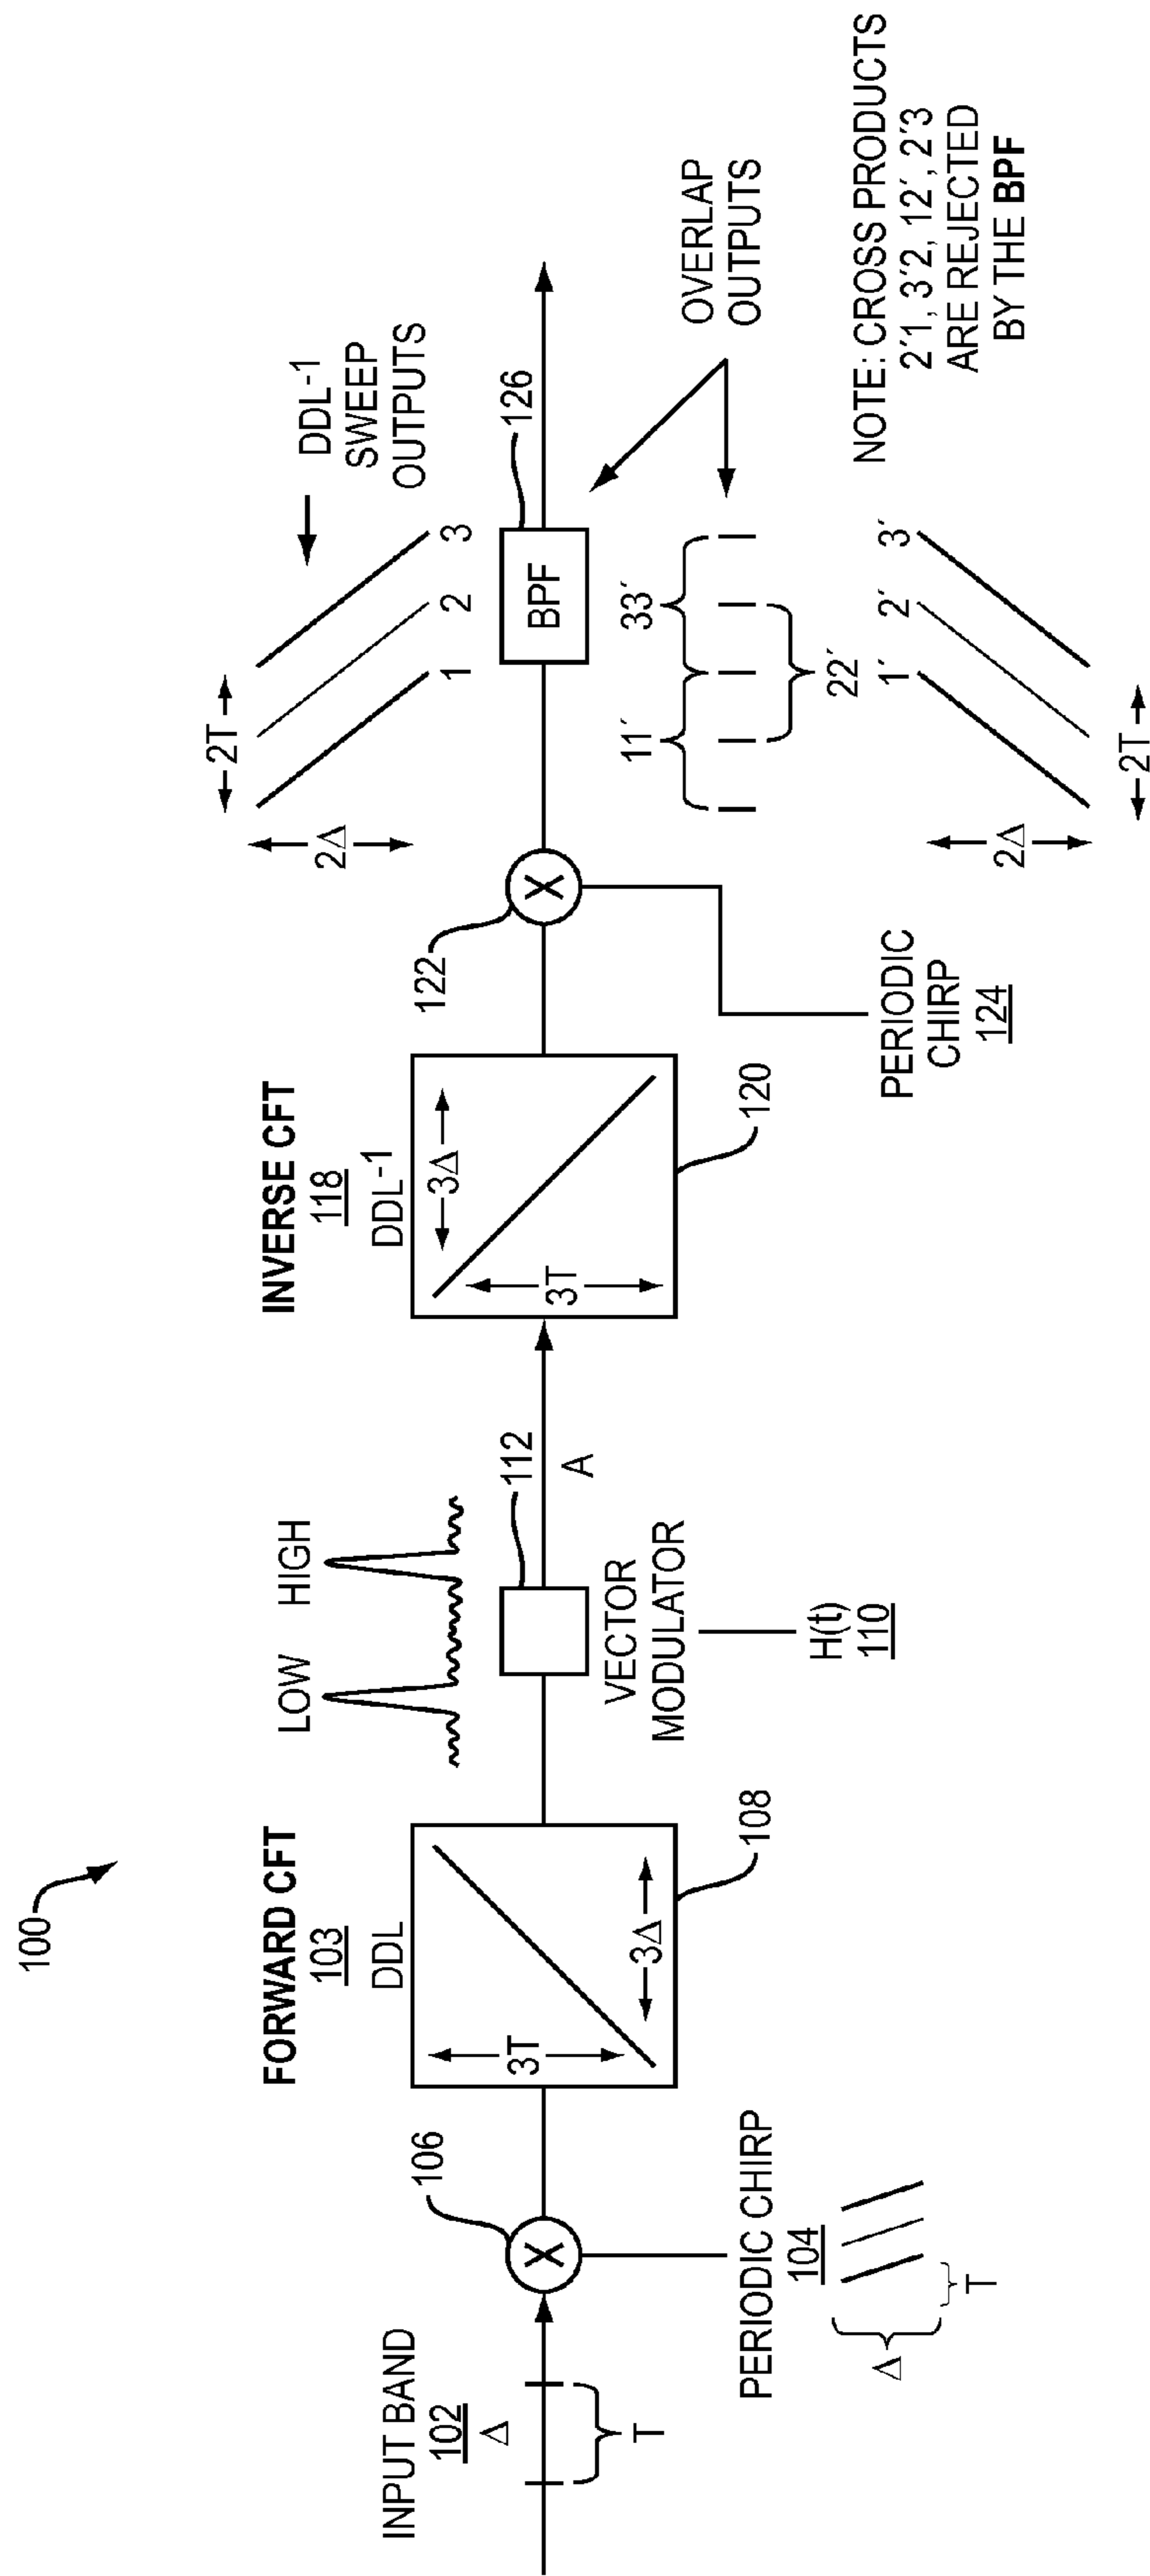 100
INPUT BAND
102
Δ
T
106
PERIODIC CHIRP
104
Δ
T
FORWARD CFT
103
DDL
3T
3Δ
108
LOW
HIGH
112
A
VECTOR
MODULATOR
H(t)
110
INVERSE CFT
118
DDL-1
3Δ
3T
120
122
X
X
PERIODIC
CHIRP
124
2Δ
2T
1
2
3
DDL-1
SWEEP
OUTPUTS
126
BPF
OVERLAP
OUTPUTS
11′
33′
22′
1′
2′
3′
2Δ
2T
NOTE: CROSS PRODUCTS
2′1, 3′2, 12′, 2′3
ARE REJECTED
BY THE BPF